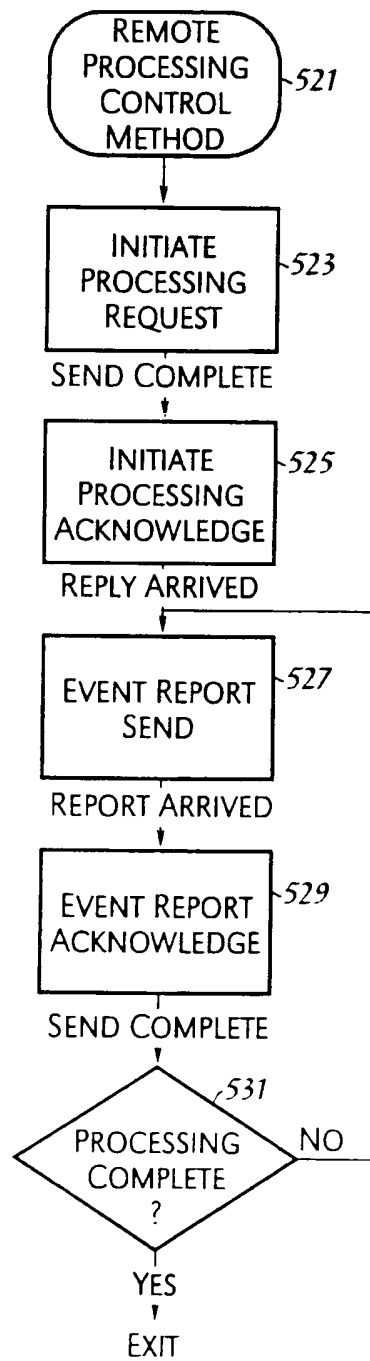 REMOTE
PROCESSING
CONTROL
METHOD
521
INITIATE
PROCESSING
REQUEST
523
SEND COMPLETE
INITIATE
PROCESSING
ACKNOWLEDGE
525
REPLY ARRIVED
EVENT REPORT
SEND
527
REPORT ARRIVED
EVENT REPORT
ACKNOWLEDGE
529
SEND COMPLETE
531
PROCESSING
COMPLETE
?
NO
YES
EXIT